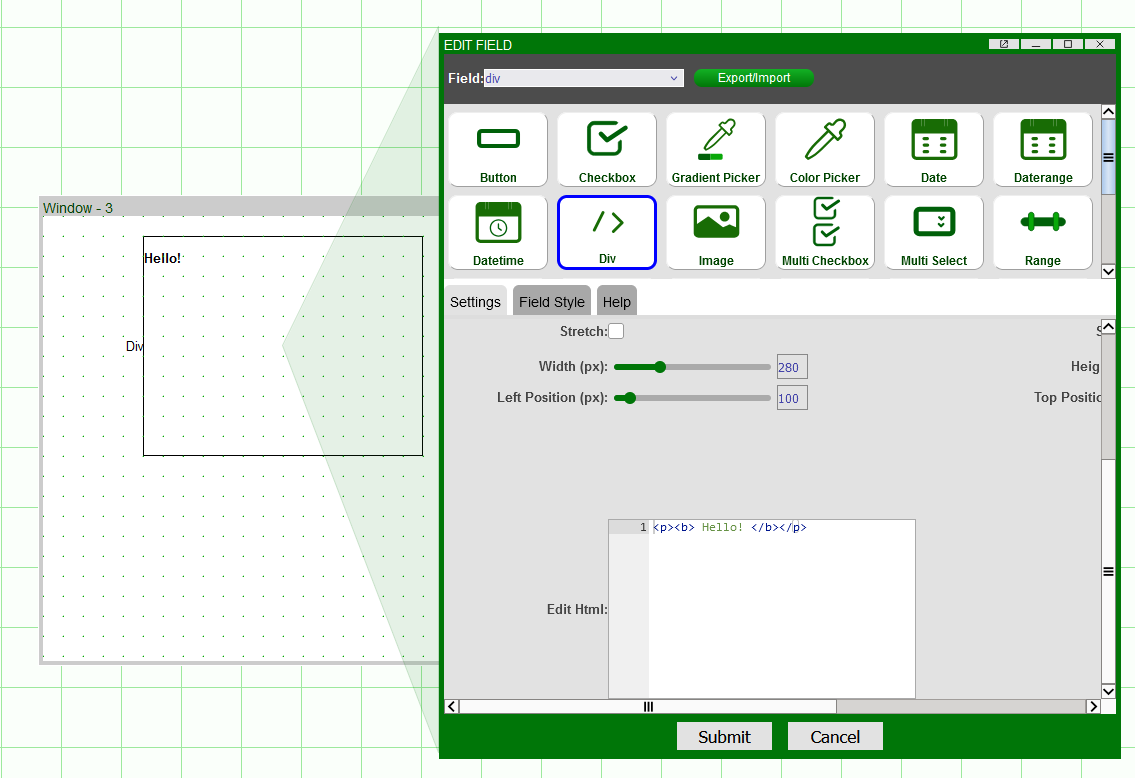 EDIT FIELD
Field: div Export/Import
Button Checkbox Gradient Picker Color Picker Date Daterange
Datetime Div Image Multi Checkbox Multi Select Range
Settings Field Style Help
Stretch:
Width (px): 280 Heig
Left Position (px): 100 Top Positio
1 <p><b> Hello! </b></p>
Edit Html:
Submit Cancel
Window - 3
Hello!
Div